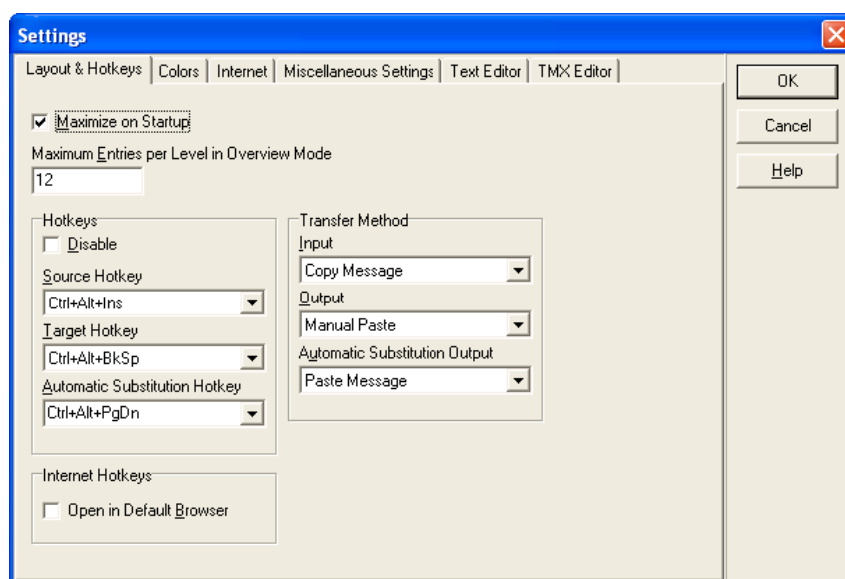 Settings
Layout & Hotkeys Colors Internet Miscellaneous Settings Text Editor TMX Editor
OK
Cancel
Help
Maximize on Startup
Maximum Entries per Level in Overview Mode
12
Hotkeys
Disable
Source Hotkey
Ctrl+Alt+Ins
Target Hotkey
Ctrl+Alt+BkSp
Automatic Substitution Hotkey
Ctrl+Alt+PgDn
Transfer Method
Input
Copy Message
Output
Manual Paste
Automatic Substitution Output
Paste Message
Internet Hotkeys
Open in Default Browser